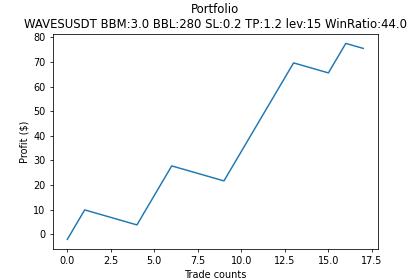 Portfolio
WAVESUSDT BBM:3.0 BBL:280 SL:0.2 TP:1.2 lev:15 WinRatio:44.0
80
70
60
50
40
30
20
10
0
Profit ($)
0.0 2.5 5.0 7.5 10.0 12.5 15.0 17.5
Trade counts